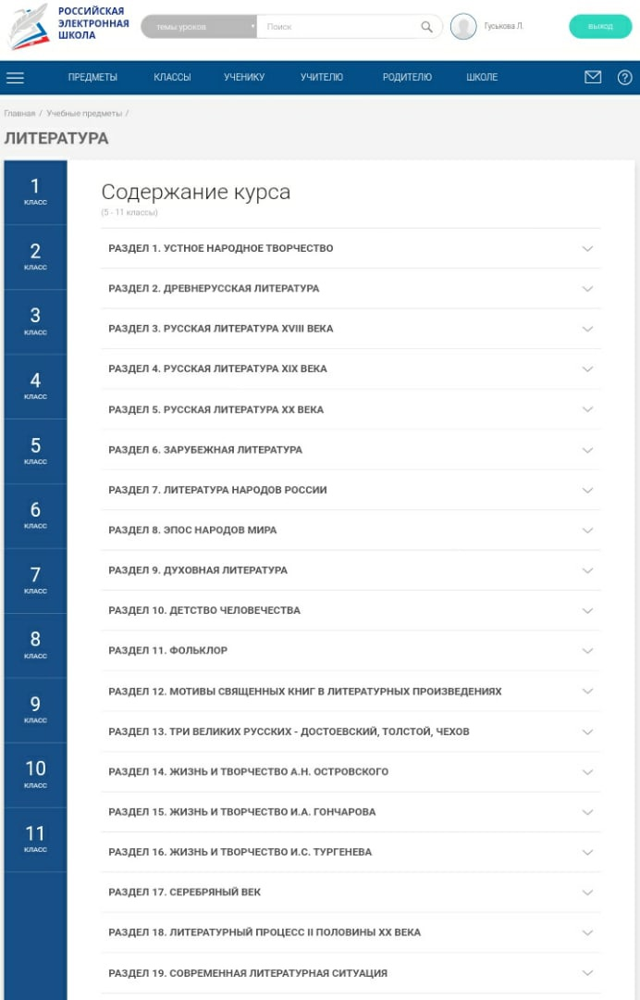 РОССИЙСКАЯ
ЭЛЕКТРОННАЯ
ШКОЛА
темы уроков
Поиск
Гуськова Л.
ВЫХОД
ПРЕДМЕТЫ КЛАССЫ УЧЕНИКУ УЧИТЕЛЮ РОДИТЕЛЮ ШКОЛЕ
?
Главная / Учебные предметы /
ЛИТЕРАТУРА
1
КЛАСС
2
КЛАСС
3
КЛАСС
4
КЛАСС
5
КЛАСС
6
КЛАСС
7
КЛАСС
8
КЛАСС
9
КЛАСС
10
КЛАСС
11
КЛАСС
Содержание курса
(5 - 11 классы)
РАЗДЕЛ 1. УСТНОЕ НАРОДНОЕ ТВОРЧЕСТВО
РАЗДЕЛ 2. ДРЕВНЕРУССКАЯ ЛИТЕРАТУРА
РАЗДЕЛ 3. РУССКАЯ ЛИТЕРАТУРА XVIII ВЕКА
РАЗДЕЛ 4. РУССКАЯ ЛИТЕРАТУРА XIX ВЕКА
РАЗДЕЛ 5. РУССКАЯ ЛИТЕРАТУРА XX ВЕКА
РАЗДЕЛ 6. ЗАРУБЕЖНАЯ ЛИТЕРАТУРА
РАЗДЕЛ 7. ЛИТЕРАТУРА НАРОДОВ РОССИИ
РАЗДЕЛ 8. ЭПОС НАРОДОВ МИРА
РАЗДЕЛ 9. ДУХОВНАЯ ЛИТЕРАТУРА
РАЗДЕЛ 10. ДЕТСТВО ЧЕЛОВЕЧЕСТВА
РАЗДЕЛ 11. ФОЛЬКЛОР
РАЗДЕЛ 12. МОТИВЫ СВЯЩЕННЫХ КНИГ В ЛИТЕРАТУРНЫХ ПРОИЗВЕДЕНИЯХ
РАЗДЕЛ 13. ТРИ ВЕЛИКИХ РУССКИХ - ДОСТОЕВСКИЙ, ТОЛСТОЙ, ЧЕХОВ
РАЗДЕЛ 14. ЖИЗНЬ И ТВОРЧЕСТВО А.Н. ОСТРОВСКОГО
РАЗДЕЛ 15. ЖИЗНЬ И ТВОРЧЕСТВО И.А. ГОНЧАРОВА
РАЗДЕЛ 16. ЖИЗНЬ И ТВОРЧЕСТВО И.С. ТУРГЕНЕВА
РАЗДЕЛ 17. СЕРЕБРЯНЫЙ ВЕК
РАЗДЕЛ 18. ЛИТЕРАТУРНЫЙ ПРОЦЕСС II ПОЛОВИНЫ XX ВЕКА
РАЗДЕЛ 19. СОВРЕМЕННАЯ ЛИТЕРАТУРНАЯ СИТУАЦИЯ